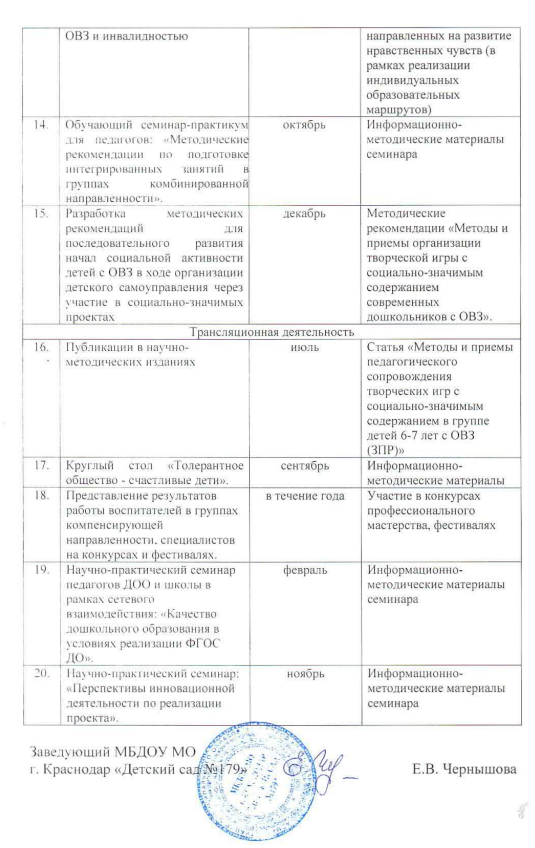 ОВЗ и инвалидностью
направленных на развитие
нравственных чувств (в
рамках реализации
индивидуальных
образовательных
маршрутов)
14.
Обучающий семинар-практикум
для педагогов: «Методические
рекомендации по подготовке
интегрированных занятий в
группах комбинированной
направленности».
октябрь
Информационно-
методические материалы
семинара
15.
Разработка методических
рекомендаций для
последовательного развития
начал социальной активности
детей с ОВЗ в ходе организации
детского самоуправления через
участие в социально-значимых
проектах
декабрь
Методические
рекомендации «Методы и
приемы организации
творческой игры с
социально-значимым
содержанием
современных
дошкольников с ОВЗ».
Трансляционная деятельность
16.
Публикации в научно-
методических изданиях
июль
Статья «Методы и приемы
педагогического
сопровождения
творческих игр с
социально-значимым
содержанием в группе
детей 6-7 лет с ОВЗ
(ЗПР)»
17.
Круглый стол «Толерантное
общество - счастливые дети».
сентябрь
Информационно-
методические материалы
18.
Представление результатов
работы воспитателей в группах
компенсирующей
направленности, специалистов
на конкурсах и фестивалях.
в течение года
Участие в конкурсах
профессионального
мастерства, фестивалях
19.
Научно-практический семинар
педагогов ДОО и школы в
рамках сетевого
взаимодействия: «Качество
дошкольного образования в
условиях реализации ФГОС
ДО».
февраль
Информационно-
методические материалы
семинара
20.
Научно-практический семинар:
«Перспективы инновационной
деятельности по реализации
проекта».
ноябрь
Информационно-
методические материалы
семинара
Заведующий МБДОУ МО
г. Краснодар «Детский сад №179»
Е.В. Чернышова